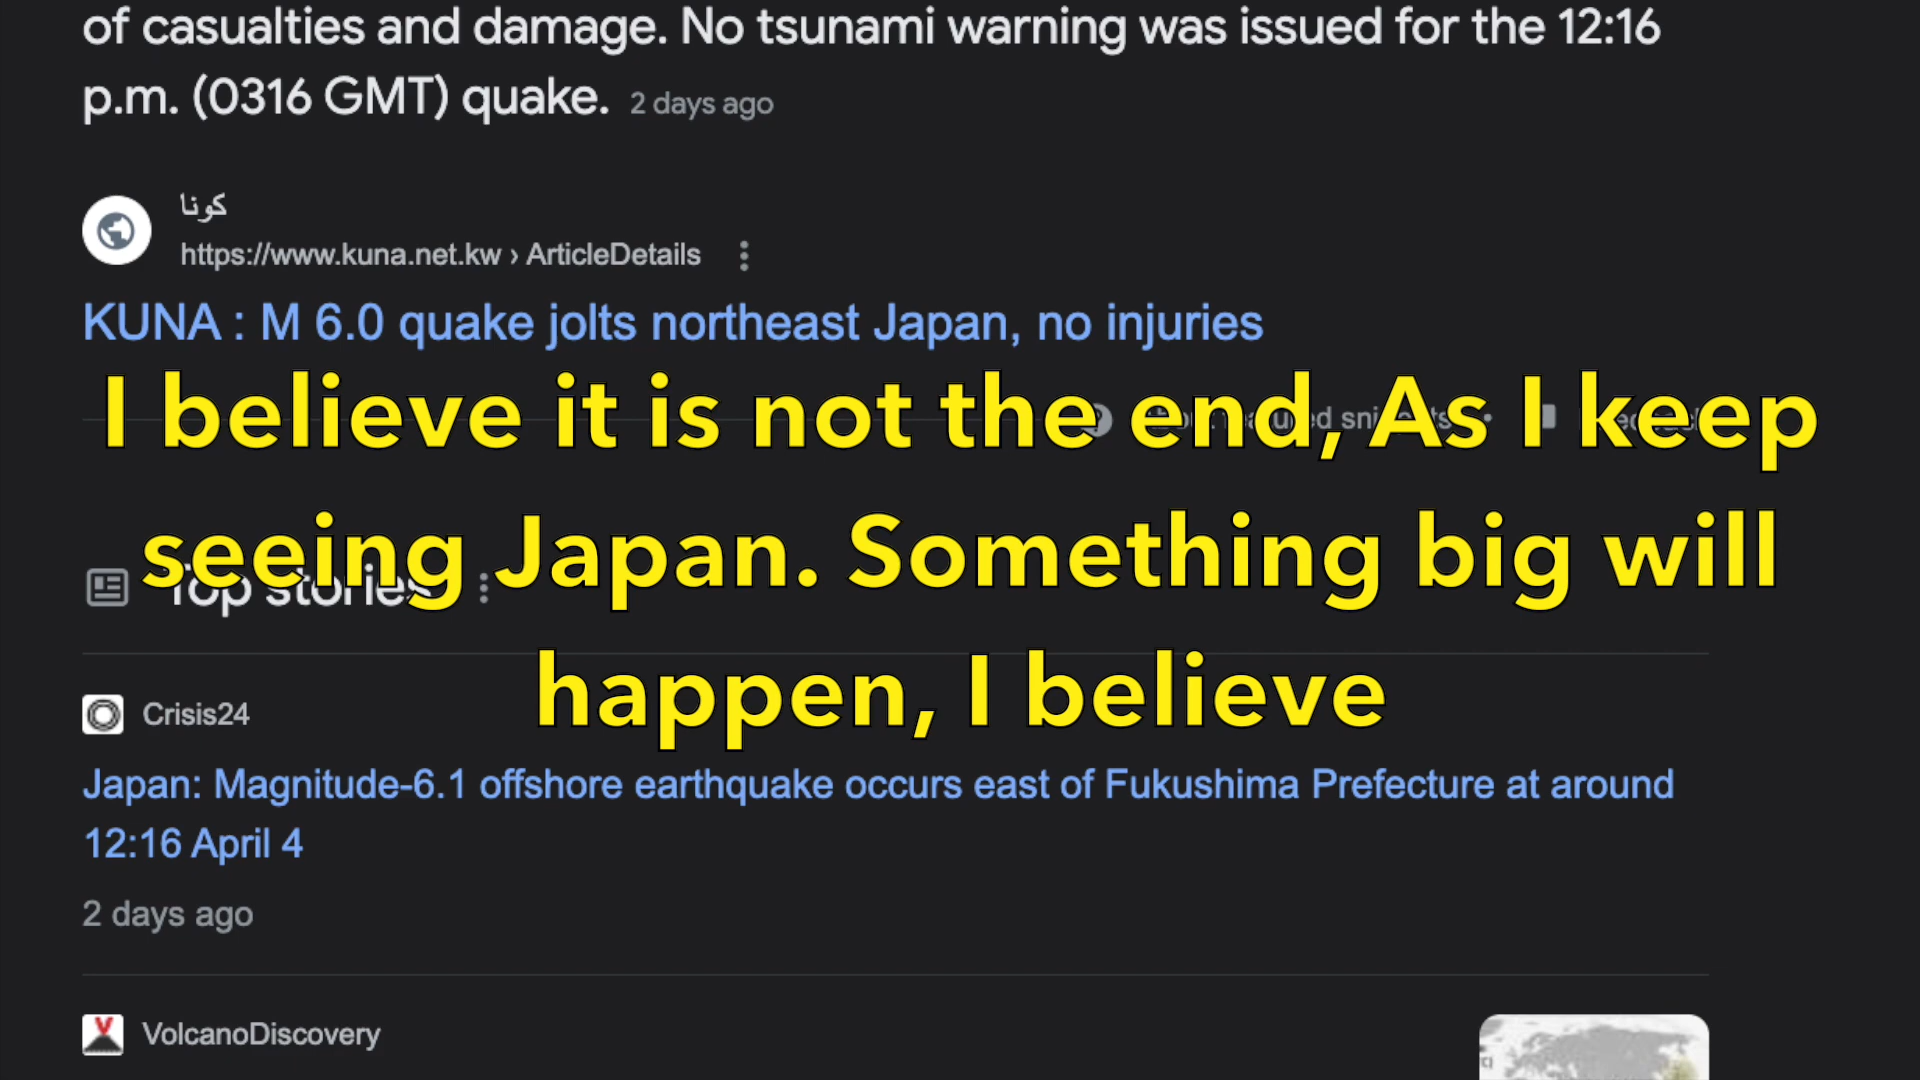 of casualties and damage. No tsunami warning was issued for the 12:16
p.m. (0316 GMT) quake. 2 days ago
كونا
https://www.kuna.net.kw › ArticleDetails
KUNA : M 6.0 quake jolts northeast Japan, no injuries
I believe it is not the end, As I keep
seeing Japan. Something big will
happen, I believe
Top stories
Crisis24
Japan: Magnitude-6.1 offshore earthquake occurs east of Fukushima Prefecture at around
12:16 April 4
2 days ago
VolcanoDiscovery